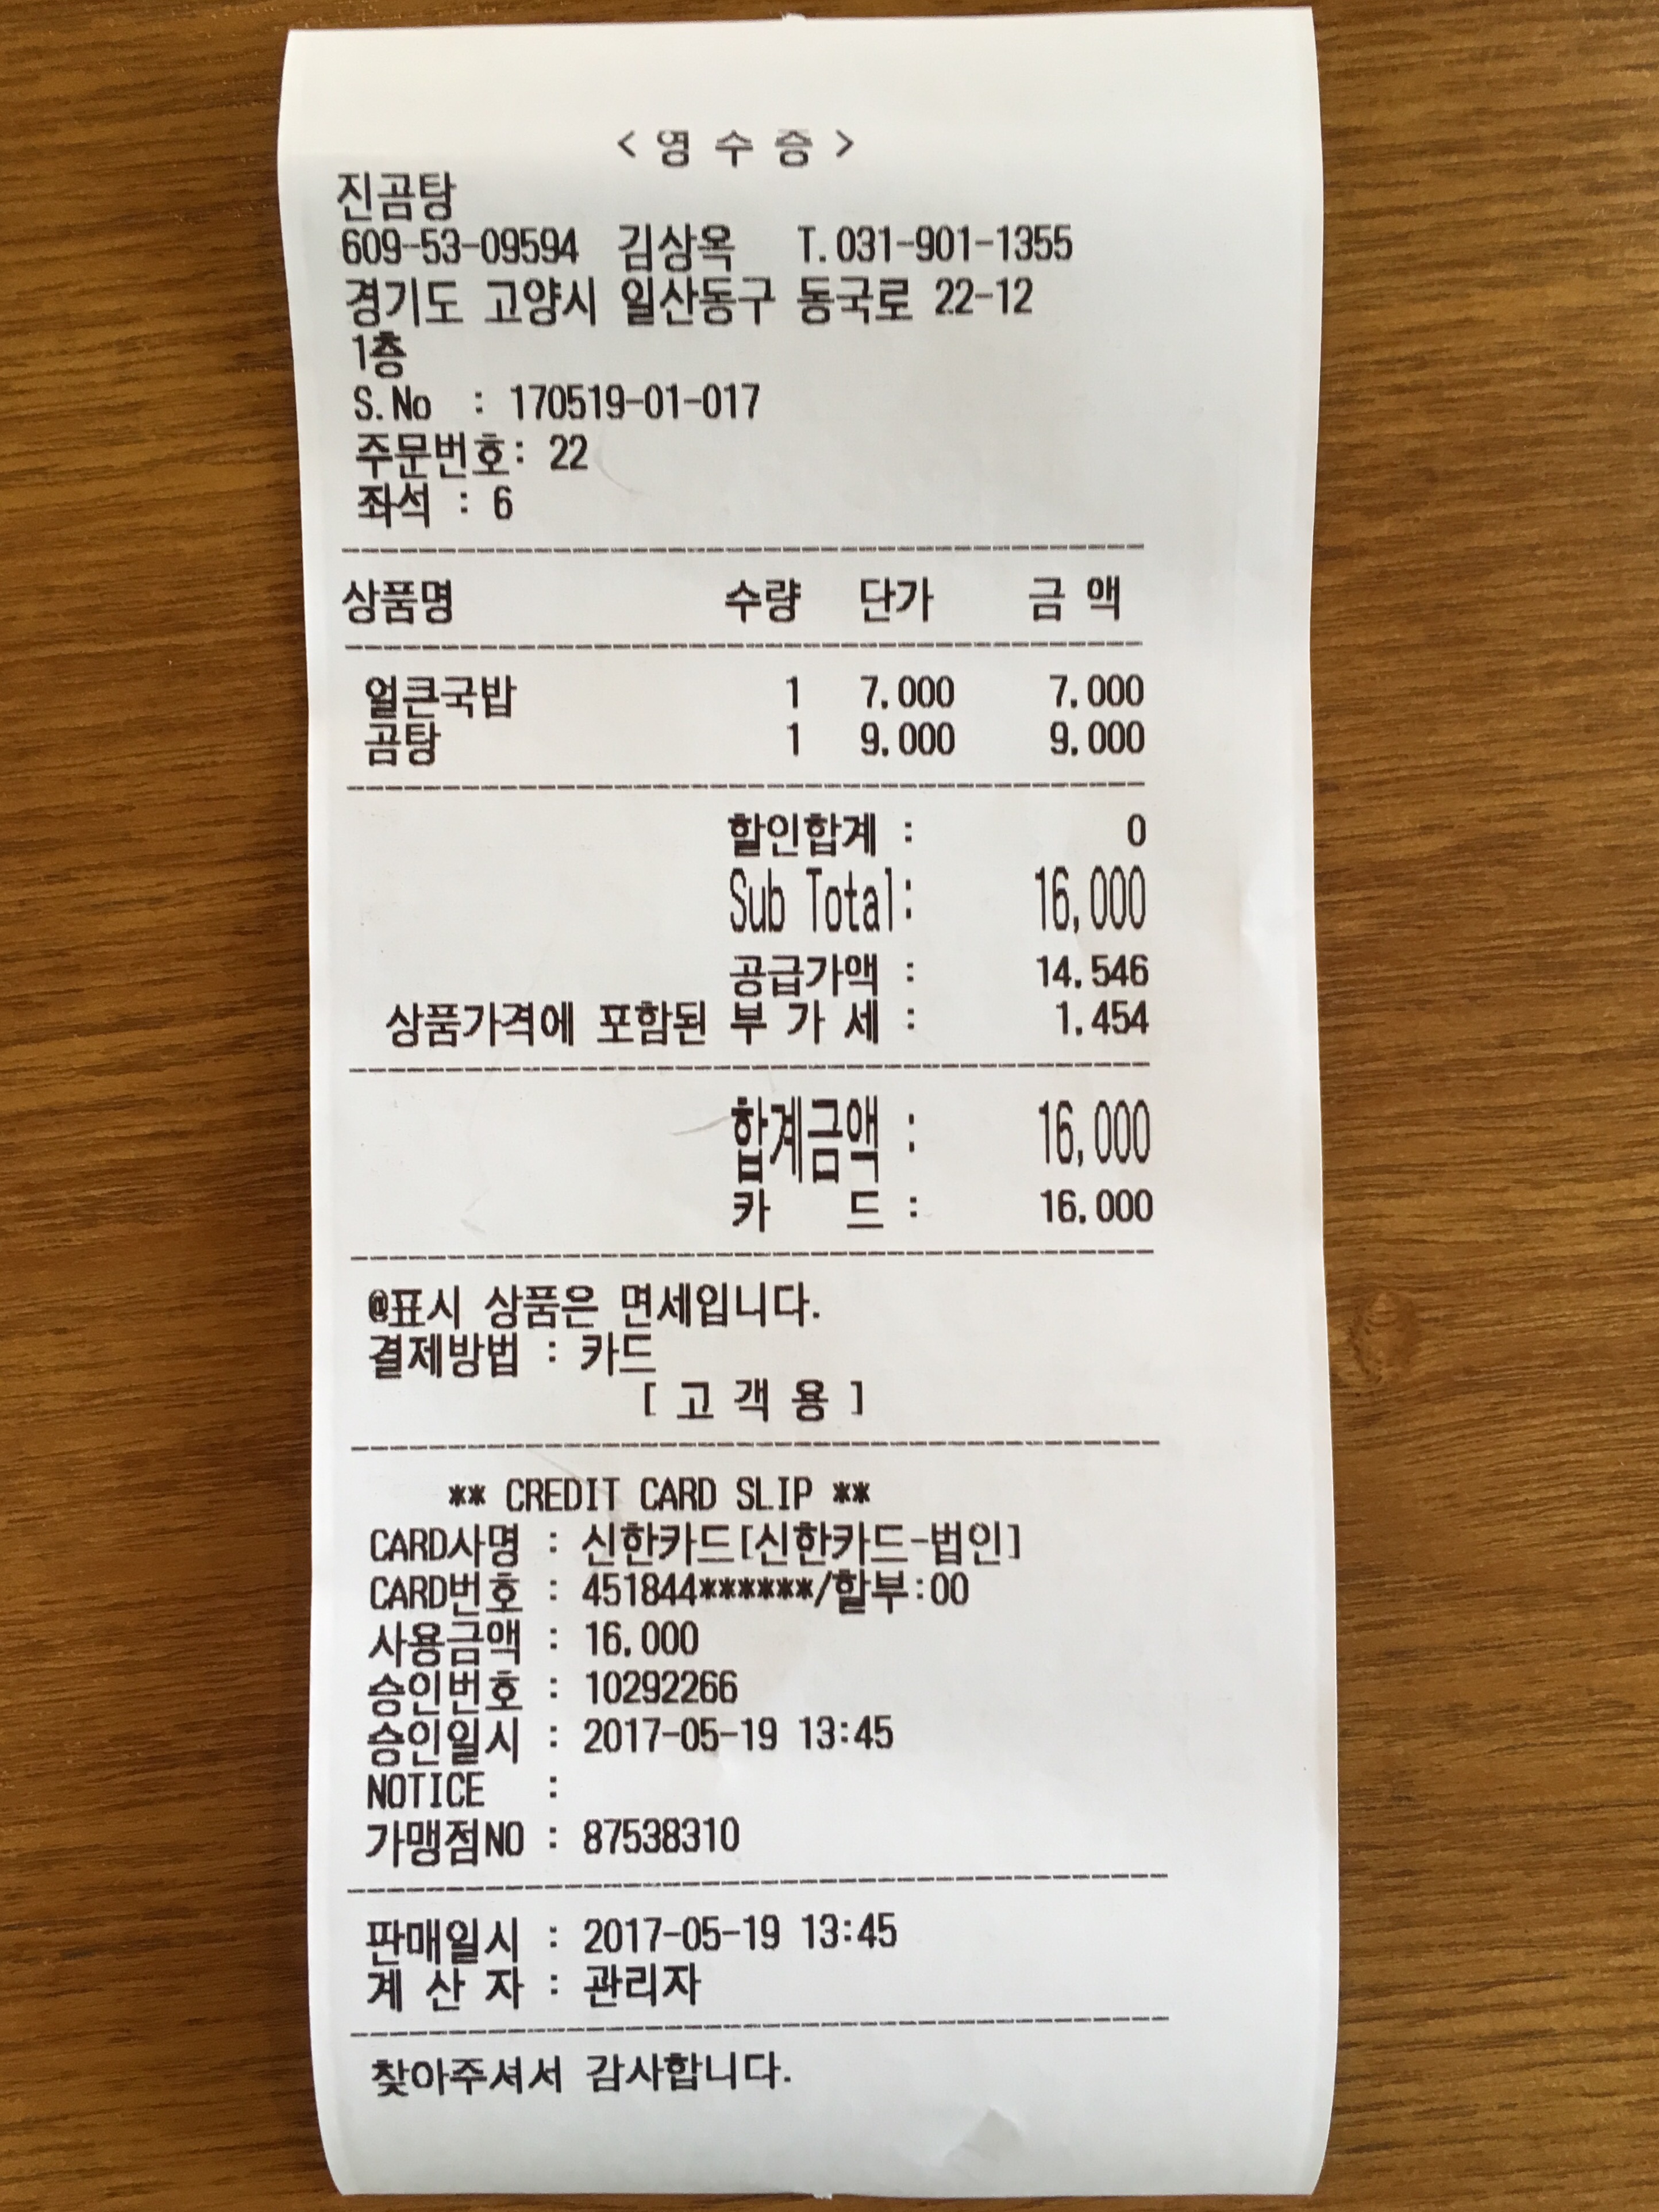 < 영 수 증 >
진곰탕
609-53-09594 김상옥 T.031-901-1355
경기도 고양시 일산동구 동국로 22-12
1층
S.No : 170519-01-017
주문번호: 22
좌석 : 6
상품명 수량 단가 금 액
얼큰국밥 1 7.000 7.000
곰탕 1 9.000 9.000
할인합계 : 0
Sub Total: 16,000
공급가액 : 14.546
상품가격에 포함된 부 가 세 : 1.454
합계금액 : 16,000
카 드 : 16.000
@표시 상품은 면세입니다.
결제방법 : 카드
[ 고 객 용 ]
** CREDIT CARD SLIP **
CARD사명 : 신한카드[신한카드-법인]
CARD번호 : 451844******/할부:00
사용금액 : 16,000
승인번호 : 10292266
승인일시 : 2017-05-19 13:45
NOTICE :
가맹점NO : 87538310
판매일시 : 2017-05-19 13:45
계 산 자 : 관리자
찾아주셔서 감사합니다.